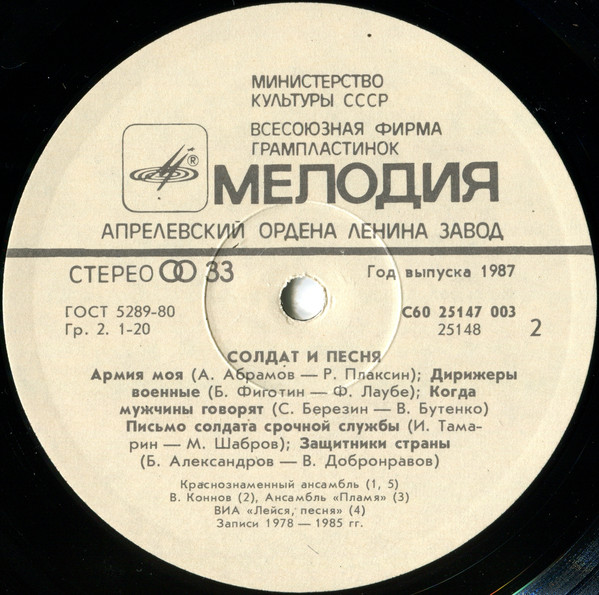 МИНИСТЕРСТВО
КУЛЬТУРЫ СССР
ВСЕСОЮЗНАЯ ФИРМА
ГРАМПЛАСТИНОК
®
МЕЛОДИЯ
АПРЕЛЕВСКИЙ ОРДЕНА ЛЕНИНА ЗАВОД
СТЕРЕО 33
Год выпуска 1987
ГОСТ 5289-80
Гр. 2. 1-20
С60 25147 003
25148
2
СОЛДАТ И ПЕСНЯ
Армия моя (А. Абрамов — Р. Плаксин); Дирижеры
военные (Б. Фиготин — Ф. Лаубе); Когда
мужчины говорят (С. Березин — В. Бутенко)
Письмо солдата срочной службы (И. Тама-
рин — М. Шабров); Защитники страны
(Б. Александров — В. Добронравов)
Краснознаменный ансамбль (1, 5)
В. Коннов (2), Ансамбль «Пламя» (3)
ВИА «Лейся, песня» (4)
Записи 1978 — 1985 гг.